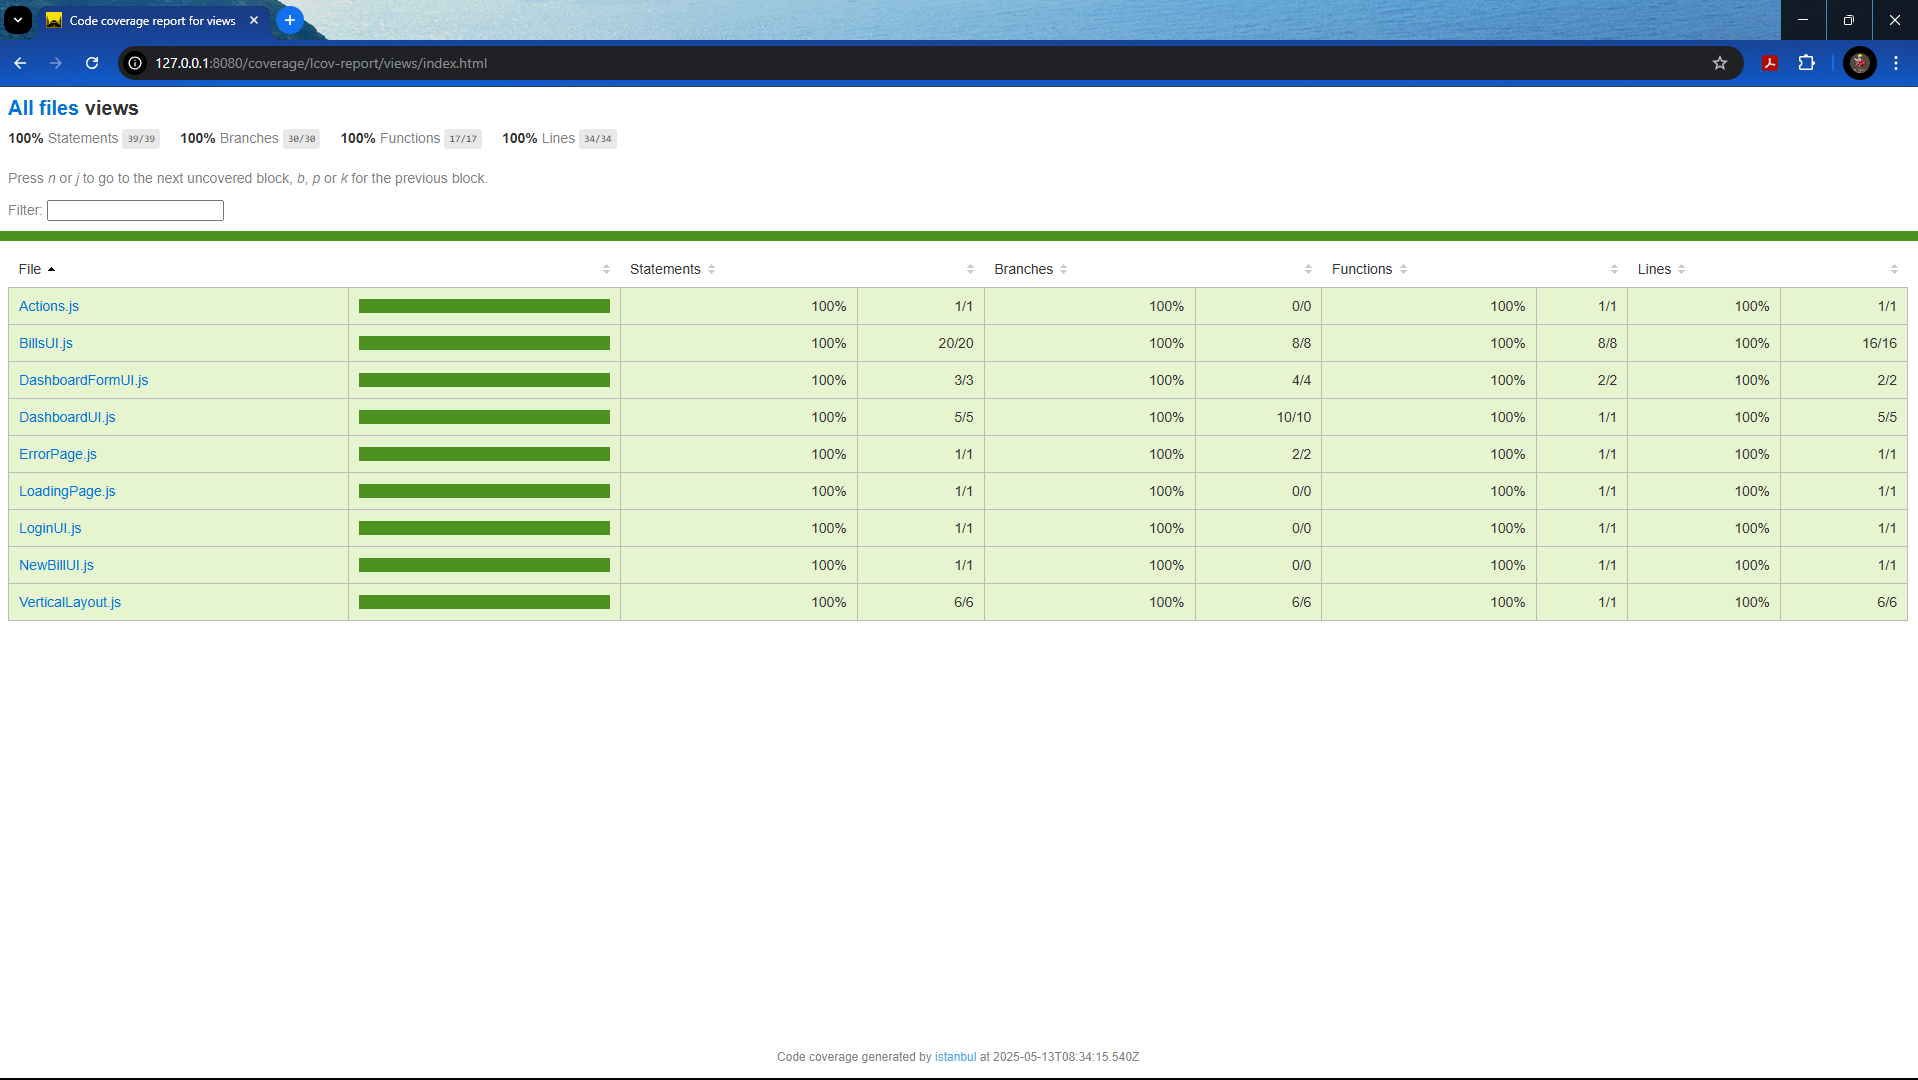 Code coverage report for views
127.0.0.1:8080/coverage/lcov-report/views/index.html
All files views
100% Statements 39/39 100% Branches 30/30 100% Functions 17/17 100% Lines 34/34
Press n or j to go to the next uncovered block, b, p or k for the previous block.
Filter:
File Statements Branches Functions Lines
Actions.js 100% 1/1 100% 0/0 100% 1/1 100% 1/1
BillsUI.js 100% 20/20 100% 8/8 100% 8/8 100% 16/16
DashboardFormUI.js 100% 3/3 100% 4/4 100% 2/2 100% 2/2
DashboardUI.js 100% 5/5 100% 10/10 100% 1/1 100% 5/5
ErrorPage.js 100% 1/1 100% 2/2 100% 1/1 100% 1/1
LoadingPage.js 100% 1/1 100% 0/0 100% 1/1 100% 1/1
LoginUI.js 100% 1/1 100% 0/0 100% 1/1 100% 1/1
NewBillUI.js 100% 1/1 100% 0/0 100% 1/1 100% 1/1
VerticalLayout.js 100% 6/6 100% 6/6 100% 1/1 100% 6/6
Code coverage generated by istanbul at 2025-05-13T08:34:15.540Z